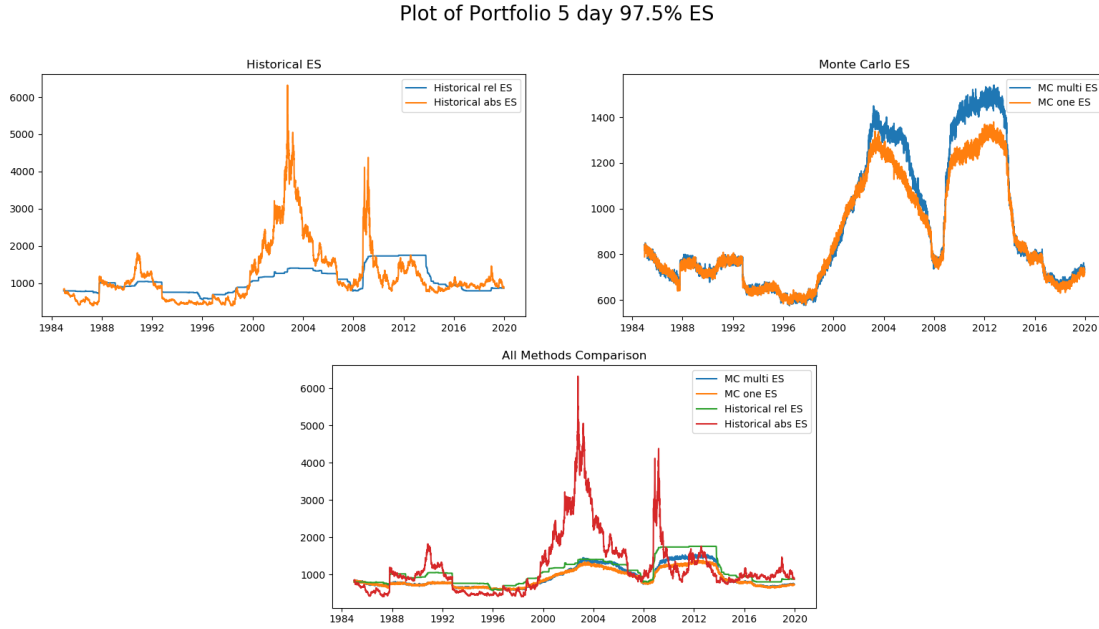 Plot of Portfolio 5 day 97.5% ES
Historical ES
Historical rel ES
Historical abs ES
6000
5000
4000
3000
2000
1000
1984 1988 1992 1996 2000 2004 2008 2012 2016 2020
Monte Carlo ES
MC multi ES
MC one ES
1400
1200
1000
800
600
1984 1988 1992 1996 2000 2004 2008 2012 2016 2020
All Methods Comparison
MC multi ES
MC one ES
Historical rel ES
Historical abs ES
6000
5000
4000
3000
2000
1000
1984 1988 1992 1996 2000 2004 2008 2012 2016 2020